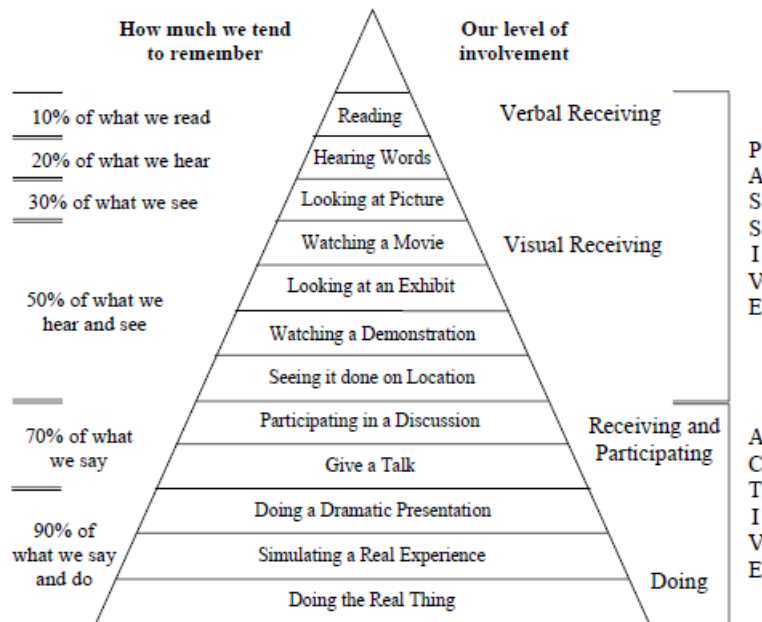 How much we tend
to remember
Our level of
involvement
10% of what we read
Reading
Verbal Receiving
20% of what we hear
Hearing Words
30% of what we see
Looking at Picture
Watching a Movie
Visual Receiving
Looking at an Exhibit
50% of what we
hear and see
Watching a Demonstration
Seeing it done on Location
PASSIVE
Participating in a Discussion
Receiving and
Participating
70% of what
we say
Give a Talk
Doing a Dramatic Presentation
90% of
what we say
and do
Simulating a Real Experience
Doing
Doing the Real Thing
ACTIVE